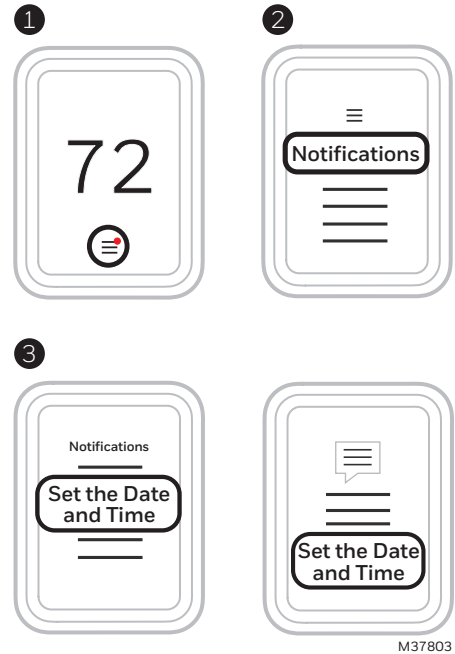 1
2
72
Notifications
3
Notifications
Set the Date
and Time
Set the Date
and Time
M37803